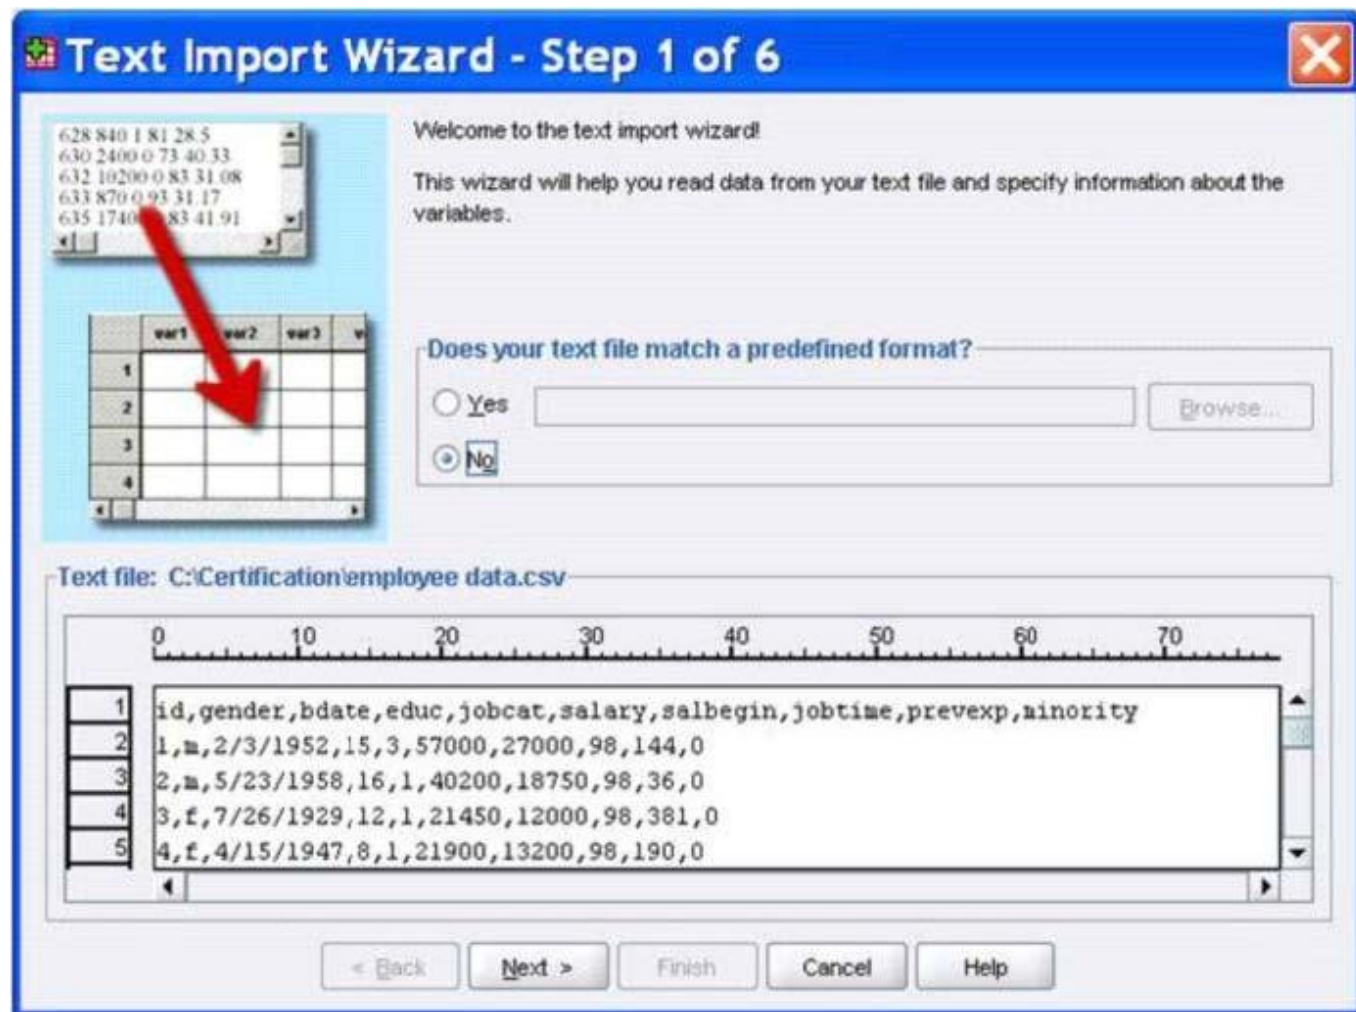 Text Import Wizard - Step 1 of 6
628 840 1 81 28.5
630 2400 0 73 40.33
632 10200 0 83 31.08
633 870 0 93 31.17
635 1740 83 41.91
var1 var2 var3 v
1
2
3
4
Welcome to the text import wizard!
This wizard will help you read data from your text file and specify information about the
variables.
Does your text file match a predefined format?
Yes Browse...
No
Text file: C:\Certification\employee data.csv
0 10 20 30 40 50 60 70
1 id,gender,bdate,educ,jobcat,salary,salbegin,jobtime,prevexp,minority
2 1,m,2/3/1952,15,3,57000,27000,98,144,0
3 2,m,5/23/1958,16,1,40200,18750,98,36,0
4 3,f,7/26/1929,12,1,21450,12000,98,381,0
5 4,f,4/15/1947,8,1,21900,13200,98,190,0
< Back Next > Finish Cancel Help